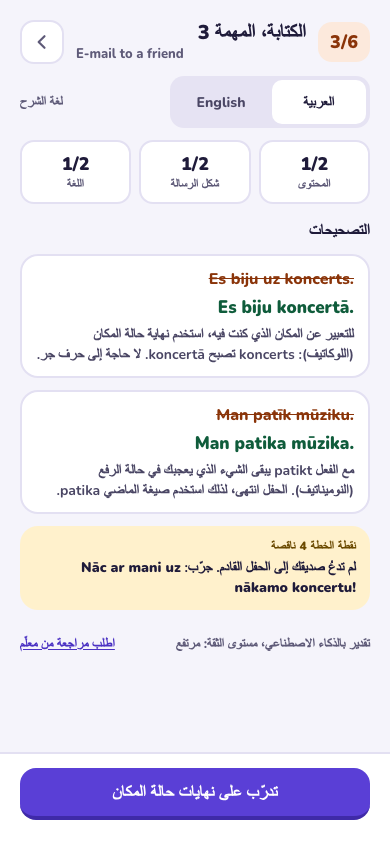 3/6
الكتابة، المهمة 3
E-mail to a friend
العربية
English
لغة الشرح
1/2
المحتوى
1/2
شكل الرسالة
1/2
اللغة
التصحيحات
Es biju uz koncerts.
Es biju koncertā.
للتعبير عن المكان الذي كنت فيه، استخدم نهاية حالة المكان
(اللوكاتيف): koncerts تصبح koncertā. لا حاجة إلى حرف جر.
Man patīk mūziku.
Man patika mūzika.
مع الفعل patikt يبقى الشيء الذي يعجبك في حالة الرفع
(النوميناتيف). الحفل انتهى، لذلك استخدم صيغة الماضي patika.
نقطة الخطة 4 ناقصة
لم تدعُ صديقك إلى الحفل القادم. جرّب: Nāc ar mani uz
nākamo koncertu!
تقدير بالذكاء الاصطناعي، مستوى الثقة: مرتفع
اطلب مراجعة من معلّم
تدرّب على نهايات حالة المكان